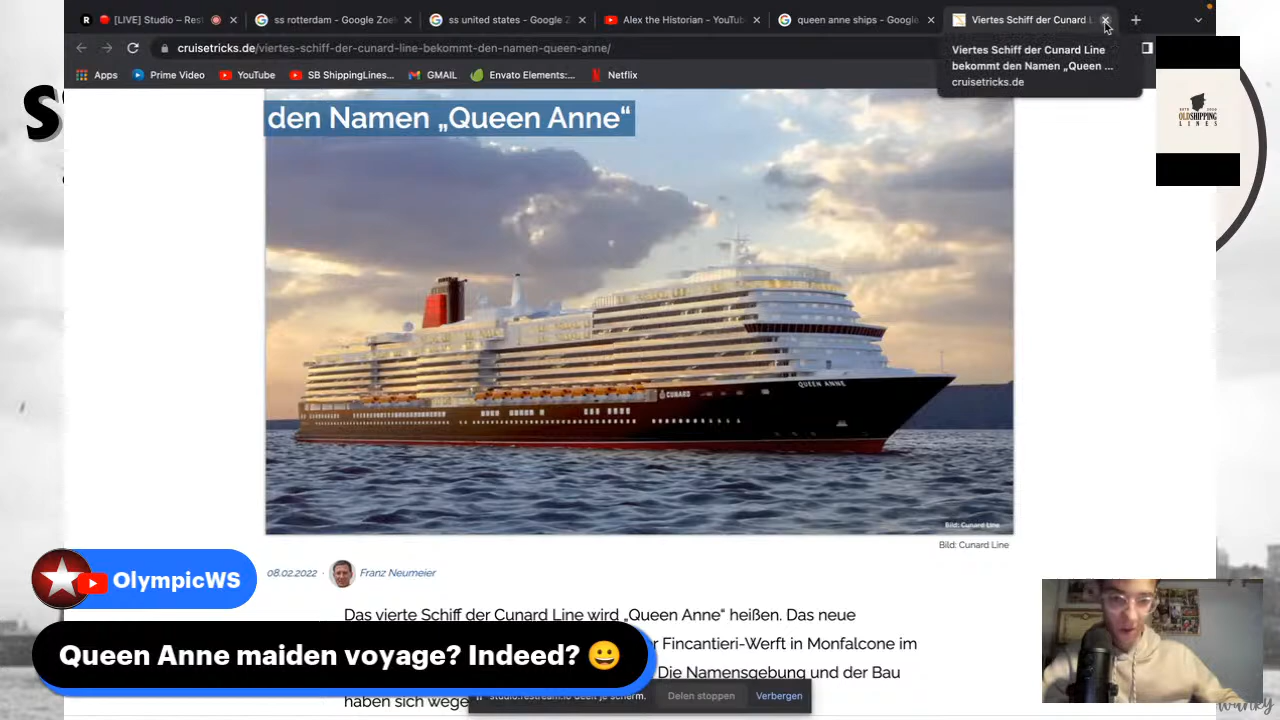 [LIVE] Studio – Res
ss rotterdam - Google Zoe
ss united states - Google Z
Alex the Historian - YouTub
queen anne ships - Google
Viertes Schiff der Cunard L
cruisetricks.de/viertes-schiff-der-cunard-line-bekommt-den-namen-queen-anne/
Viertes Schiff der Cunard Line
bekommt den Namen „Queen ...
cruisetricks.de
Apps
Prime Video
YouTube
SB ShippingLines...
GMAIL
Envato Elements:...
Netflix
den Namen „Queen Anne“
OLDSHIPPING
LINES
QUEEN ANNE
CUNARD
Bild: Cunard Line
Bild: Cunard Line
08.02.2022 · Franz Neumeier
OlympicWS
Das vierte Schiff der Cunard Line wird „Queen Anne“ heißen. Das neue
r Fincantieri-Werft in Monfalcone im
Queen Anne maiden voyage? Indeed? 😀
Die Namensgebung und der Bau
haben sich wege
studio.restream.io deelt je scherm.
Delen stoppen
Verbergen